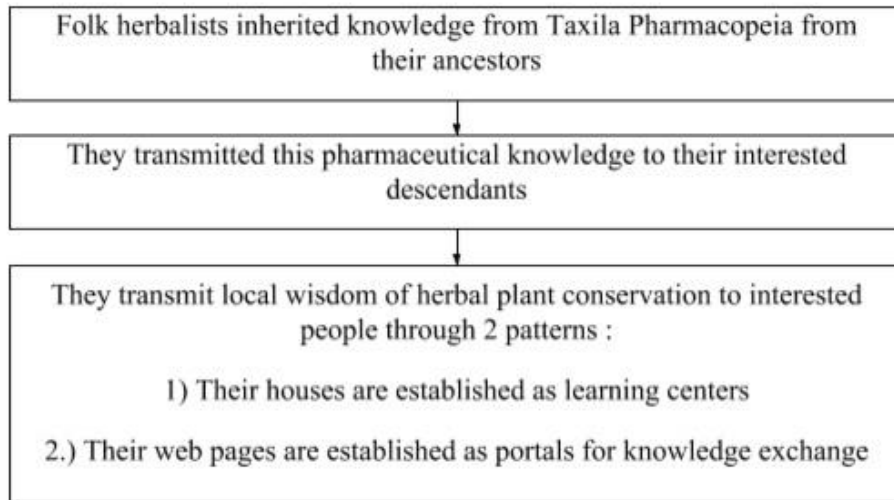 Folk herbalists inherited knowledge from Taxila Pharmacopeia from
their ancestors
They transmitted this pharmaceutical knowledge to their interested
descendants
They transmit local wisdom of herbal plant conservation to interested
people through 2 patterns :
1) Their houses are established as learning centers
2.) Their web pages are established as portals for knowledge exchange